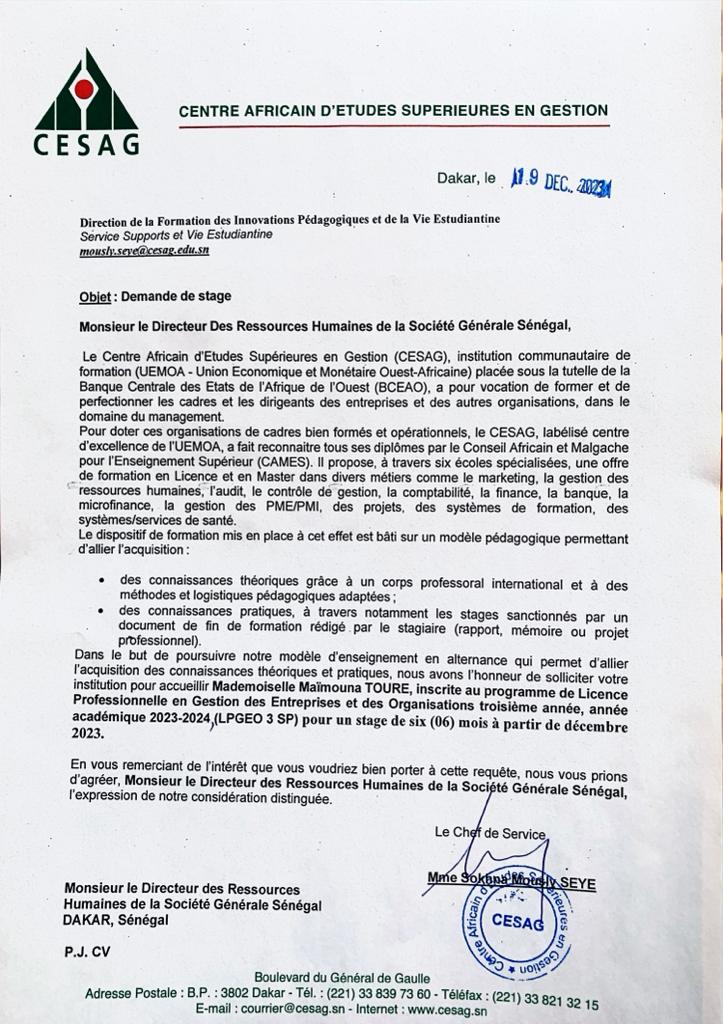 CESAG
CENTRE AFRICAIN D'ETUDES SUPERIEURES EN GESTION
Dakar, le 19 DEC. 2023
Direction de la Formation des Innovations Pédagogiques et de la Vie Estudiantine
Service Supports et Vie Estudiantine
mously.seye@cesag.edu.sn
Objet : Demande de stage
Monsieur le Directeur Des Ressources Humaines de la Société Générale Sénégal,
Le Centre Africain d'Etudes Supérieures en Gestion (CESAG), institution communautaire de
formation (UEMOA - Union Economique et Monétaire Ouest-Africaine) placée sous la tutelle de la
Banque Centrale des Etats de l'Afrique de l'Ouest (BCEAO), a pour vocation de former et de
perfectionner les cadres et les dirigeants des entreprises et des autres organisations, dans le
domaine du management.
Pour doter ces organisations de cadres bien formés et opérationnels, le CESAG, labélisé centre
d'excellence de l'UEMOA, a fait reconnaitre tous ses diplômes par le Conseil Africain et Malgache
pour l'Enseignement Supérieur (CAMES). Il propose, à travers six écoles spécialisées, une offre
de formation en Licence et en Master dans divers métiers comme le marketing, la gestion des
ressources humaines, l'audit, le contrôle de gestion, la comptabilité, la finance, la banque, la
microfinance, la gestion des PME/PMI, des projets, des systèmes de formation, des
systèmes/services de santé.
Le dispositif de formation mis en place à cet effet est bâti sur un modèle pédagogique permettant
d'allier l'acquisition :
• des connaissances théoriques grâce à un corps professoral international et à des
méthodes et logistiques pédagogiques adaptées ;
• des connaissances pratiques, à travers notamment les stages sanctionnés par un
document de fin de formation rédigé par le stagiaire (rapport, mémoire ou projet
professionnel).
Dans le but de poursuivre notre modèle d'enseignement en alternance qui permet d'allier
l'acquisition des connaissances théoriques et pratiques, nous avons l'honneur de solliciter votre
institution pour accueillir Mademoiselle Maïmouna TOURE, inscrite au programme de Licence
Professionnelle en Gestion des Entreprises et des Organisations troisième année, année
académique 2023-2024,(LPGEO 3 SP) pour un stage de six (06) mois à partir de décembre
2023.
En vous remerciant de l'intérêt que vous voudriez bien porter à cette requête, nous vous prions
d'agréer, Monsieur le Directeur des Ressources Humaines de la Société Générale Sénégal,
l'expression de notre considération distinguée.
Le Chef de Service
Mme Sokhna Mously SEYE
Centre Africain d'Etudes Supérieures en Gestion ★
CESAG
Monsieur le Directeur des Ressources
Humaines de la Société Générale Sénégal
DAKAR, Sénégal
P.J. CV
Boulevard du Général de Gaulle
Adresse Postale : B.P. : 3802 Dakar - Tél. : (221) 33 839 73 60 - Téléfax : (221) 33 821 32 15
E-mail : courrier@cesag.sn - Internet : www.cesag.sn